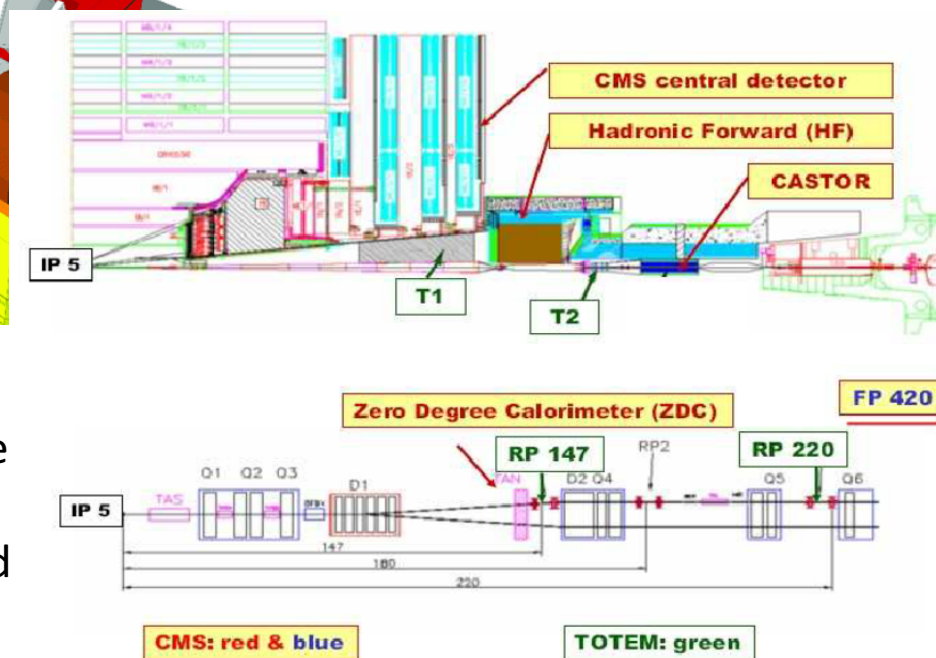 CMS central detector
Hadronic Forward (HF)
CASTOR
IP 5
T1
T2
FP 420
Zero Degree Calorimeter (ZDC)
RP 147
RP2
RP 220
Q1 Q2 Q3
D1
TAN
D2 Q4
Q5
Q6
TAS
IP 5
147
180
220
e
d
CMS: red & blue
TOTEM: green